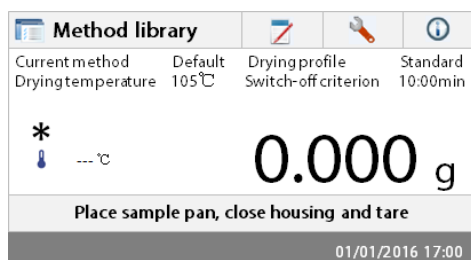 Method library
Current method Default Drying profile Standard
Drying temperature 105℃ Switch-off criterion 10:00min
*
--- ℃
0.000 g
Place sample pan, close housing and tare
01/01/2016 17:00